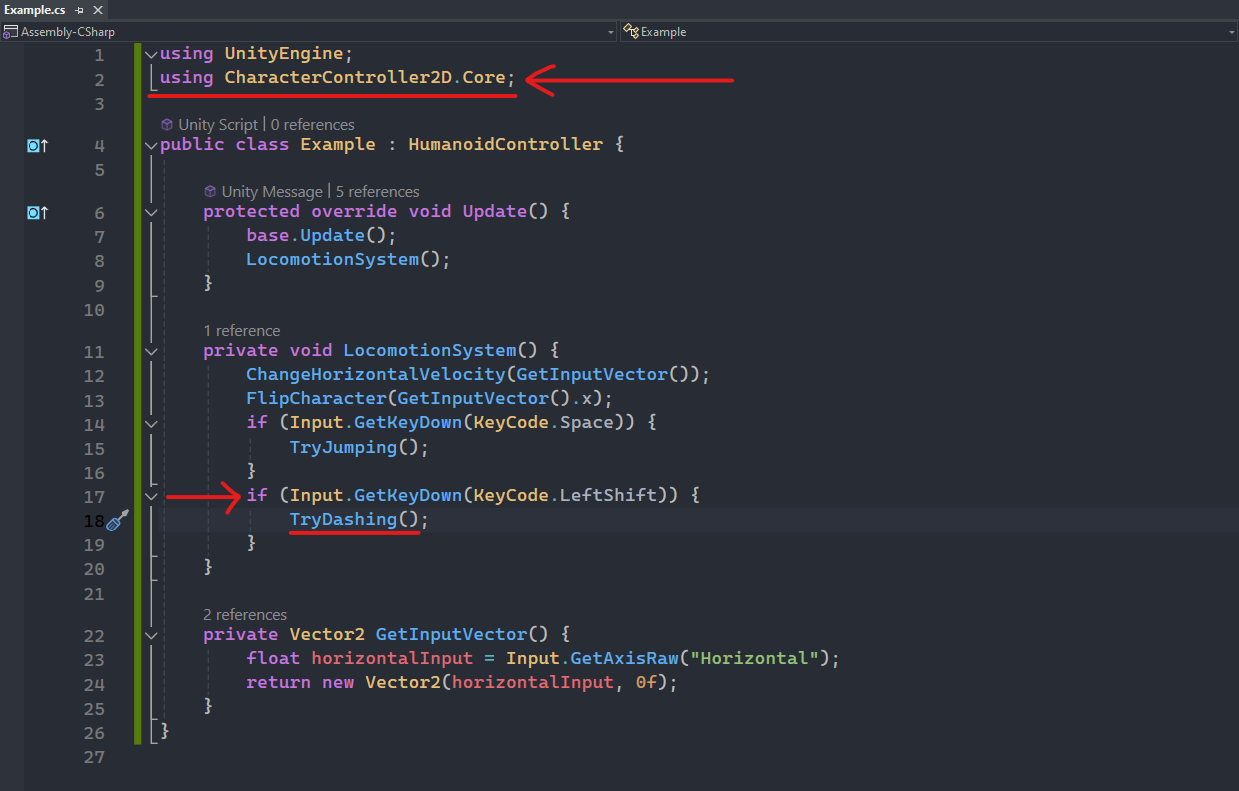 Example.cs
Assembly-CSharp Example
1 using UnityEngine;
2 using CharacterController2D.Core;
3
Unity Script | 0 references
4 public class Example : HumanoidController {
5
Unity Message | 5 references
6 protected override void Update() {
7 base.Update();
8 LocomotionSystem();
9 }
10
1 reference
11 private void LocomotionSystem() {
12 ChangeHorizontalVelocity(GetInputVector());
13 FlipCharacter(GetInputVector().x);
14 if (Input.GetKeyDown(KeyCode.Space)) {
15 TryJumping();
16 }
17 if (Input.GetKeyDown(KeyCode.LeftShift)) {
18 TryDashing();
19 }
20 }
21
2 references
22 private Vector2 GetInputVector() {
23 float horizontalInput = Input.GetAxisRaw("Horizontal");
24 return new Vector2(horizontalInput, 0f);
25 }
26 }
27